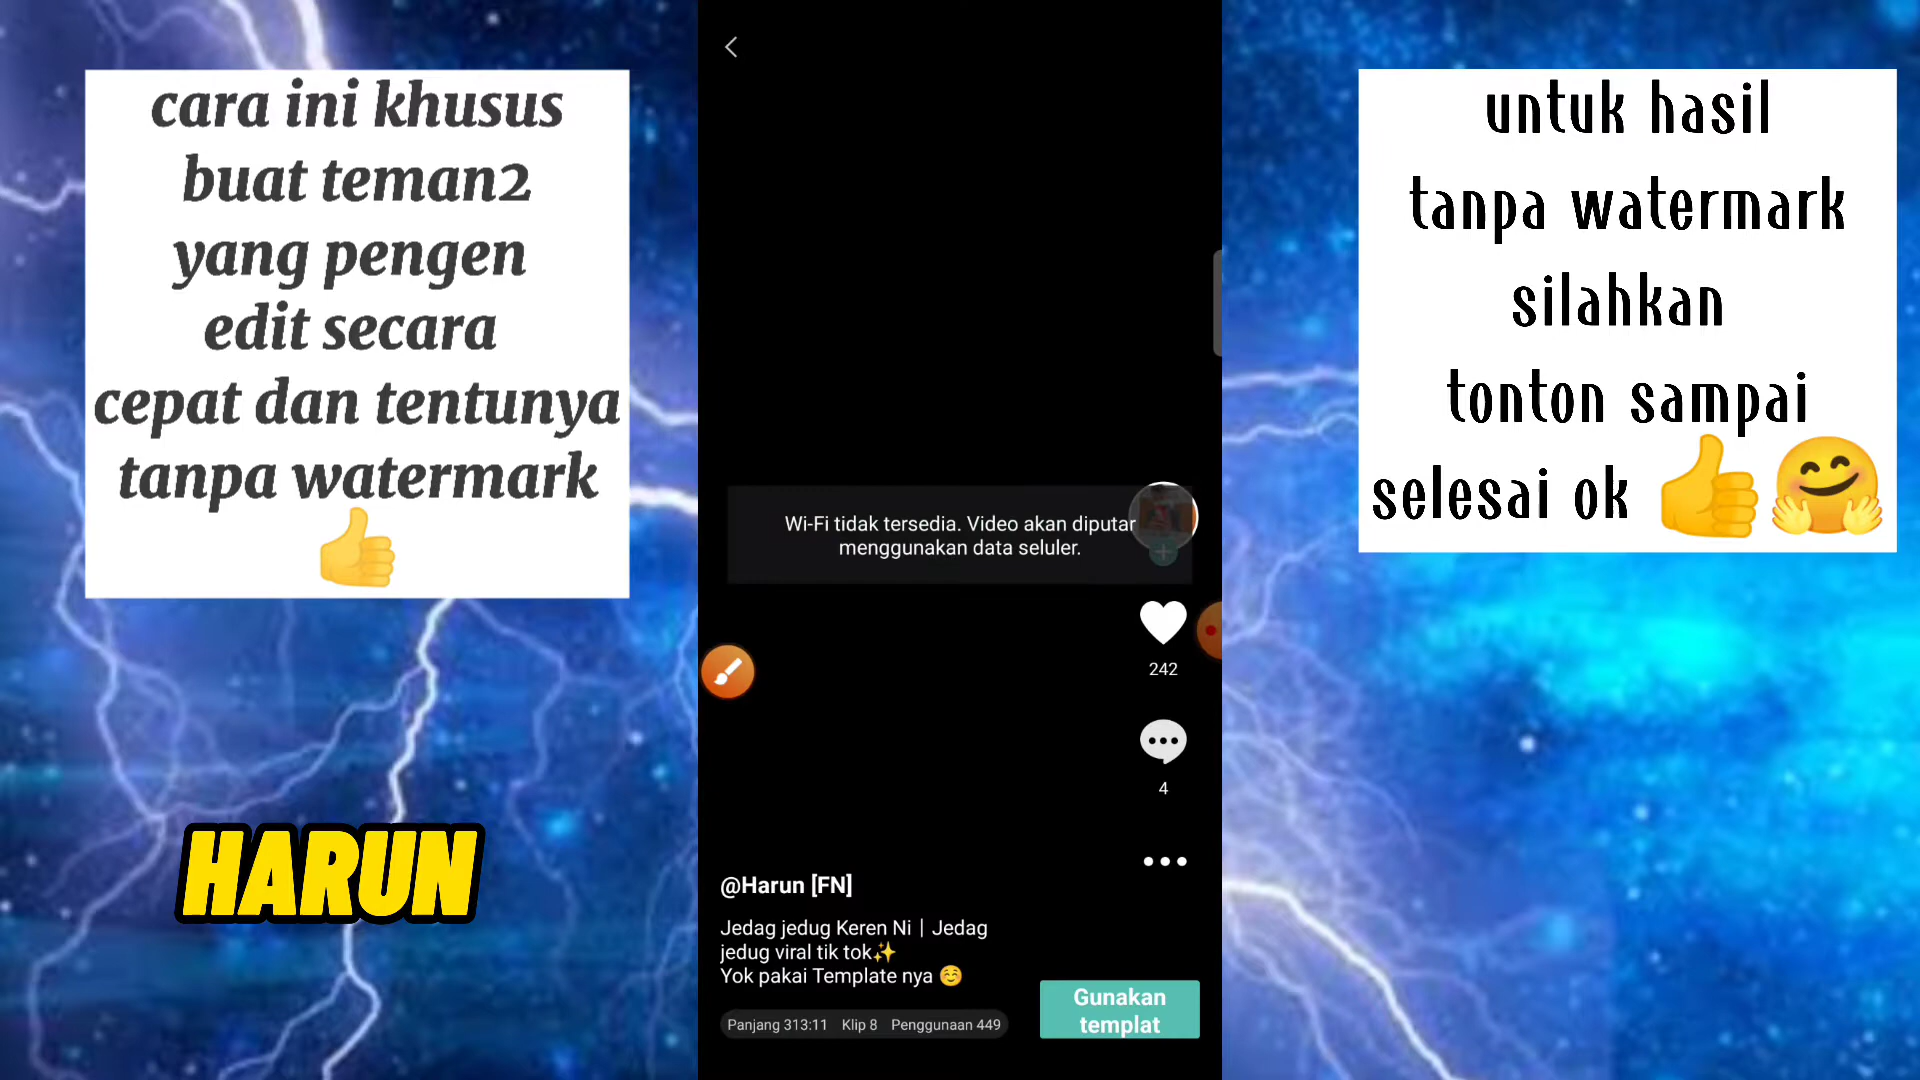 cara ini khusus
buat teman2
yang pengen
edit secara
cepat dan tentunya
tanpa watermark
👍
HARUN
Wi-Fi tidak tersedia. Video akan diputar
menggunakan data seluler.
242
4
@Harun [FN]
Jedag jedug Keren Ni | Jedag
jedug viral tik tok✨
Yok pakai Template nya ☺️
Panjang 313:11 Klip 8 Penggunaan 449
Gunakan
templat
untuk hasil
tanpa watermark
silahkan
tonton sampai
selesai ok 👍🤗